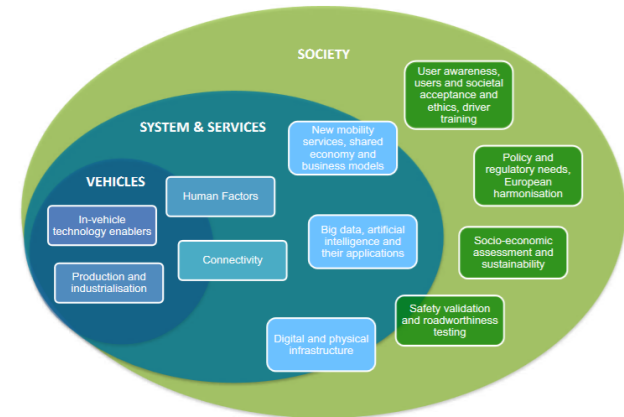 SOCIETY
User awareness,
users and societal
acceptance and
ethics, driver
training
SYSTEM & SERVICES
New mobility
services, shared
economy and
business models
Policy and
regulatory needs,
European
harmonisation
VEHICLES
Human Factors
In-vehicle
technology enablers
Big data, artificial
intelligence and
their applications
Connectivity
Socio-economic
assessment and
sustainability
Production and
industrialisation
Safety validation
and roadworthiness
testing
Digital and physical
infrastructure